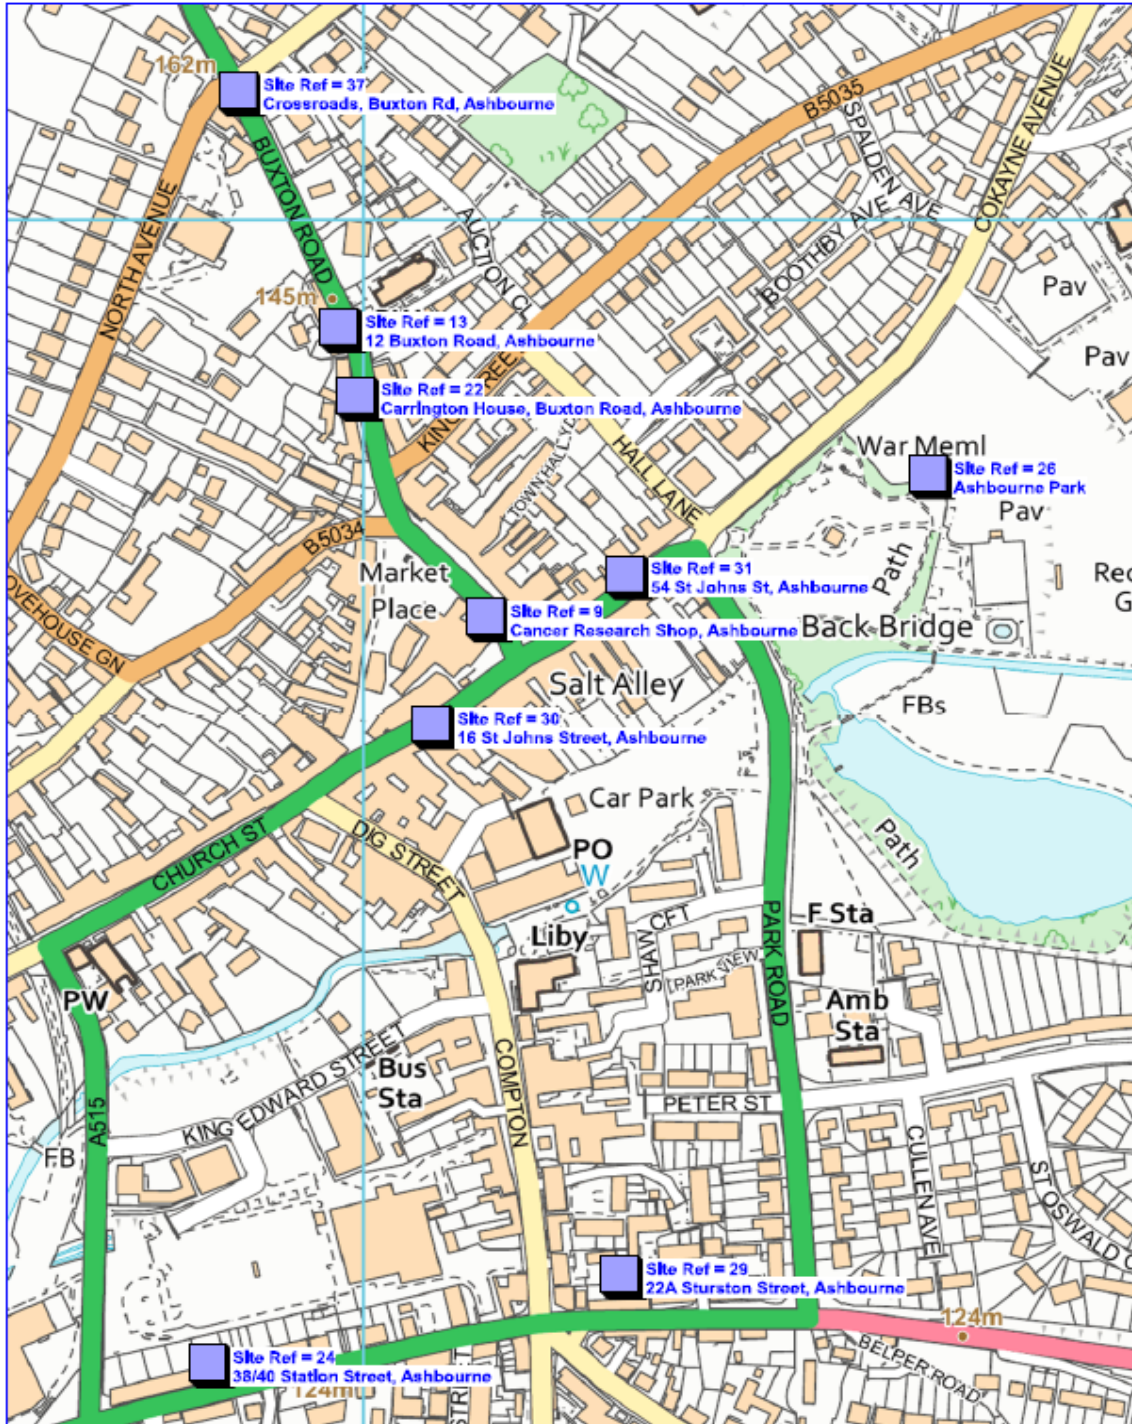 162m
Site Ref = 37
Crossroads, Buxton Rd, Ashbourne
B5035
SPALDEN AVE
COKAYNE AVENUE
BUXTON ROAD
NORTH AVENUE
AUCTION CL
BOOTHBY AVE
Pav
145m
Site Ref = 13
12 Buxton Road, Ashbourne
Pav
Site Ref = 22
Carrington House, Buxton Road, Ashbourne
TOWN HALL YD
HALL LANE
War Meml
Site Ref = 26
Ashbourne Park
Pav
B5034
Market
Place
Site Ref = 31
54 St Johns St, Ashbourne
Path
Site Ref = 9
Cancer Research Shop, Ashbourne
Back Bridge
OVEHOUSE GN
Salt Alley
FBs
Site Ref = 30
16 St Johns Street, Ashbourne
Car Park
CHURCH ST
DIG STREET
PO
W
Path
F Sta
Liby
SHAW CFT
PARK VIEW
PARK ROAD
PW
Amb
Sta
KING EDWARD STREET
Bus
Sta
COMPTON
PETER ST
A515
FB
CULLEN AVE
ST OSWALD C
Site Ref = 29
22A Sturston Street, Ashbourne
124m
BELPER ROAD
Site Ref = 24
38/40 Station Street, Ashbourne
124m